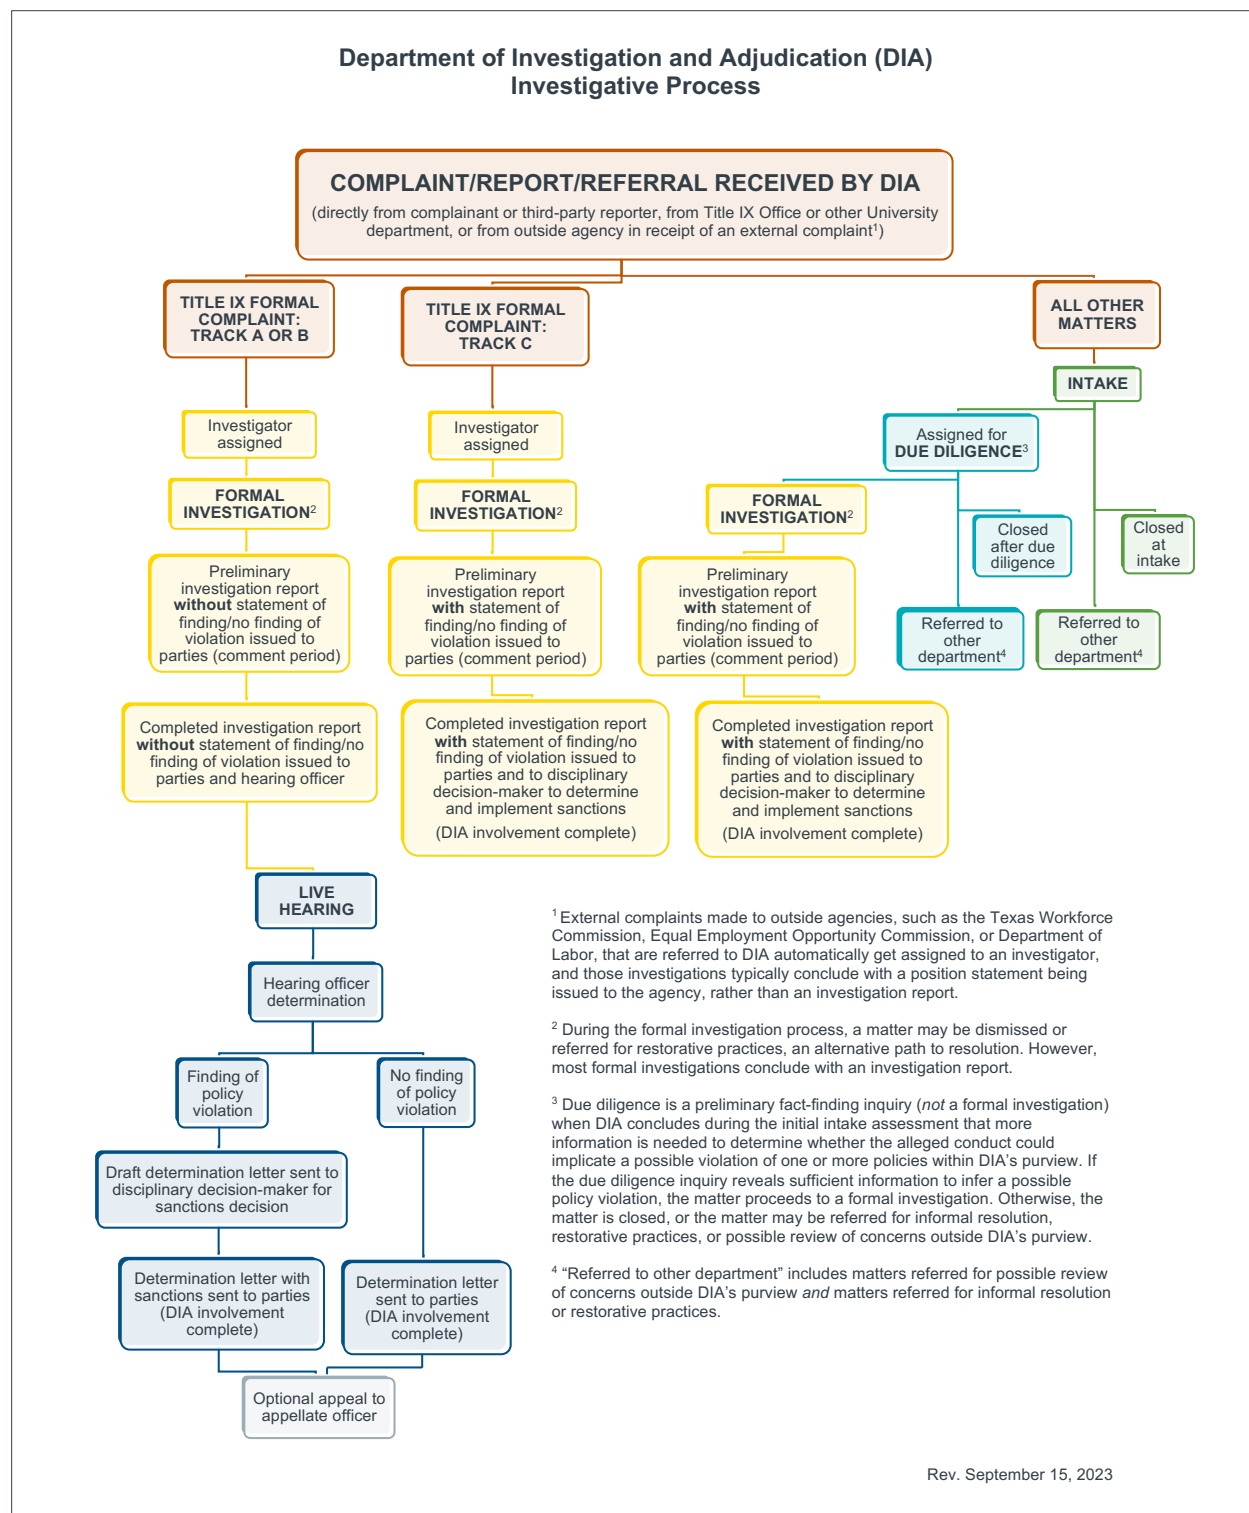 Department of Investigation and Adjudication (DIA)
Investigative Process
COMPLAINT/REPORT/REFERRAL RECEIVED BY DIA
(directly from complainant or third-party reporter, from Title IX Office or other University
department, or from outside agency in receipt of an external complaint¹)
TITLE IX FORMAL
COMPLAINT:
TRACK A OR B
Investigator
assigned
FORMAL
INVESTIGATION²
Preliminary
investigation report
without statement of
finding/no finding of
violation issued to
parties (comment period)
Completed investigation report
without statement of finding/no
finding of violation issued to
parties and hearing officer
LIVE
HEARING
Hearing officer
determination
Finding of
policy
violation
No finding
of policy
violation
Draft determination letter sent to
disciplinary decision-maker for
sanctions decision
Determination letter with
sanctions sent to parties
(DIA involvement
complete)
Determination letter
sent to parties
(DIA involvement
complete)
Optional appeal to
appellate officer
TITLE IX FORMAL
COMPLAINT:
TRACK C
Investigator
assigned
FORMAL
INVESTIGATION²
Preliminary
investigation report
with statement of
finding/no finding of
violation issued to
parties (comment period)
Completed investigation report
with statement of finding/no
finding of violation issued to
parties and to disciplinary
decision-maker to determine
and implement sanctions
(DIA involvement complete)
ALL OTHER
MATTERS
INTAKE
Assigned for
DUE DILIGENCE³
FORMAL
INVESTIGATION²
Preliminary
investigation report
with statement of
finding/no finding of
violation issued to
parties (comment period)
Completed investigation report
with statement of finding/no
finding of violation issued to
parties and to disciplinary
decision-maker to determine
and implement sanctions
(DIA involvement complete)
Closed
after due
diligence
Referred to
other
department⁴
Closed
at
intake
Referred to
other
department⁴
¹ External complaints made to outside agencies, such as the Texas Workforce
Commission, Equal Employment Opportunity Commission, or Department of
Labor, that are referred to DIA automatically get assigned to an investigator,
and those investigations typically conclude with a position statement being
issued to the agency, rather than an investigation report.
² During the formal investigation process, a matter may be dismissed or
referred for restorative practices, an alternative path to resolution. However,
most formal investigations conclude with an investigation report.
³ Due diligence is a preliminary fact-finding inquiry (not a formal investigation)
when DIA concludes during the initial intake assessment that more
information is needed to determine whether the alleged conduct could
implicate a possible violation of one or more policies within DIA’s purview. If
the due diligence inquiry reveals sufficient information to infer a possible
policy violation, the matter proceeds to a formal investigation. Otherwise, the
matter is closed, or the matter may be referred for informal resolution,
restorative practices, or possible review of concerns outside DIA’s purview.
⁴ “Referred to other department” includes matters referred for possible review
of concerns outside DIA’s purview and matters referred for informal resolution
or restorative practices.
Rev. September 15, 2023